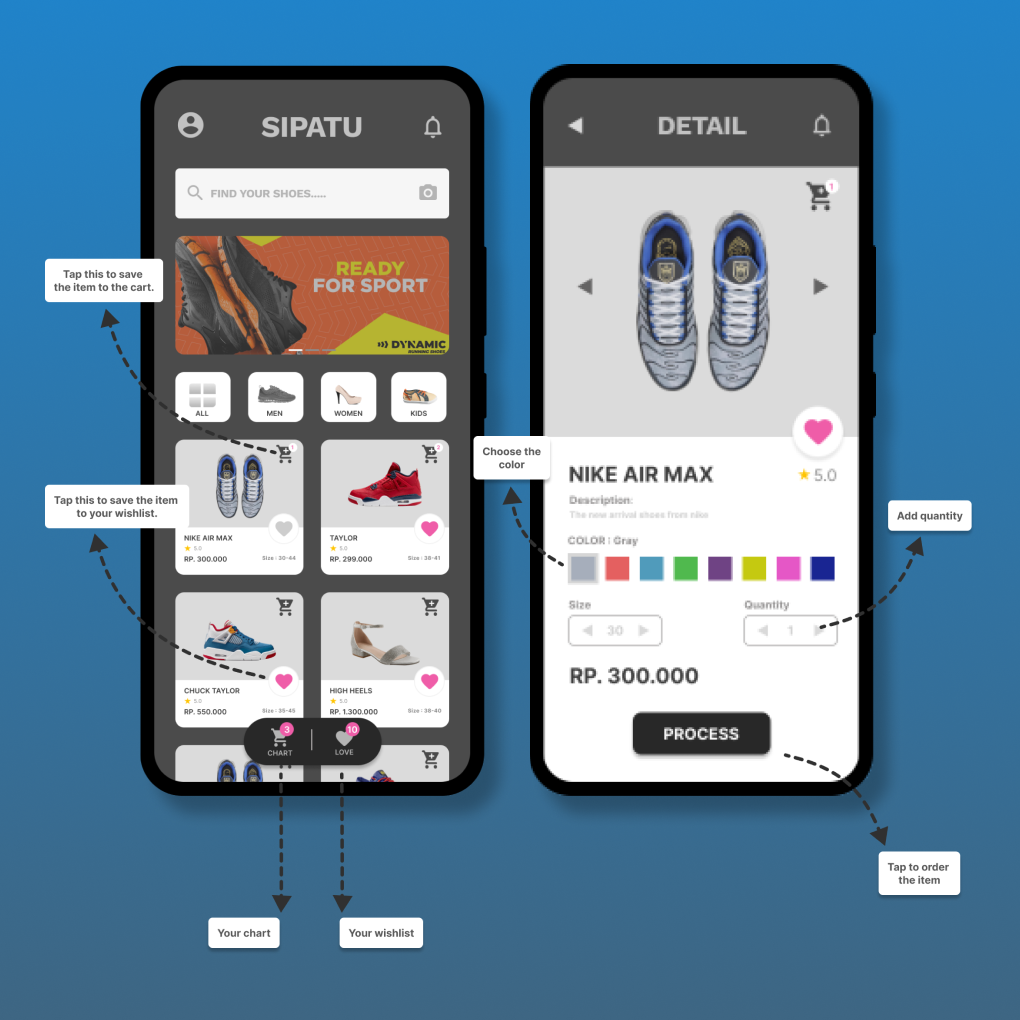 SIPATU
FIND YOUR SHOES.....
READY
FOR SPORT
DYNAMIC
RUNNING SHOES
ALL
MEN
WOMEN
KIDS
1
2
NIKE AIR MAX
5.0
RP. 300.000
Size : 30-44
TAYLOR
5.0
RP. 299.000
Size : 38-41
CHUCK TAYLOR
5.0
RP. 550.000
Size : 35-45
HIGH HEELS
5.0
RP. 1.300.000
Size : 38-40
3
CHART
10
LOVE
Tap this to save
the item to the cart.
Tap this to save the item
to your wishlist.
Your chart
Your wishlist
DETAIL
1
NIKE AIR MAX
5.0
Description:
The new arrival shoes from nike
COLOR : Gray
Size
30
Quantity
1
RP. 300.000
PROCESS
Choose the
color
Add quantity
Tap to order
the item